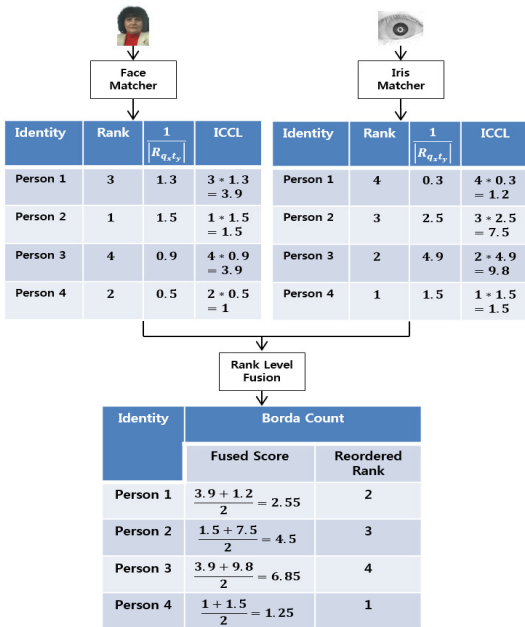 Face
Matcher
Iris
Matcher
Identity Rank 1/|R_{q_x t_y}| ICCL
Person 1 3 1.3 3 * 1.3
= 3.9
Person 2 1 1.5 1 * 1.5
= 1.5
Person 3 4 0.9 4 * 0.9
= 3.9
Person 4 2 0.5 2 * 0.5
= 1
Identity Rank 1/|R_{q_x t_y}| ICCL
Person 1 4 0.3 4 * 0.3
= 1.2
Person 2 3 2.5 3 * 2.5
= 7.5
Person 3 2 4.9 2 * 4.9
= 9.8
Person 4 1 1.5 1 * 1.5
= 1.5
Rank Level
Fusion
Identity Borda Count
Fused Score Reordered
Rank
Person 1 (3.9 + 1.2)/2 = 2.55 2
Person 2 (1.5 + 7.5)/2 = 4.5 3
Person 3 (3.9 + 9.8)/2 = 6.85 4
Person 4 (1 + 1.5)/2 = 1.25 1